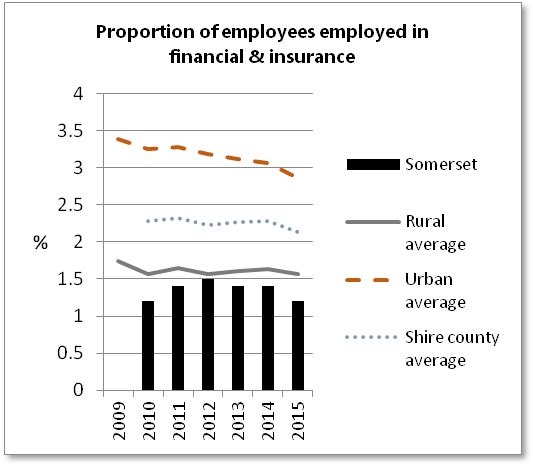 Proportion of employees employed in
financial & insurance
4
3.5
3
2.5
2
1.5
1
0.5
0
%
2009
2010
2011
2012
2013
2014
2015
Somerset
Rural
average
Urban
average
Shire county
average